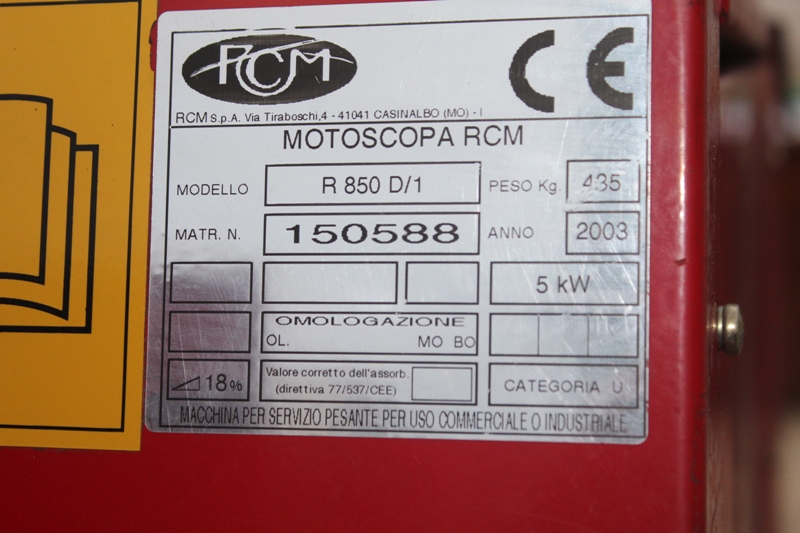 RCM
CE
RCM S.p.A. Via Tiraboschi,4 - 41041 CASINALBO (MO) - I
MOTOSCOPA RCM
MODELLO R 850 D/1 PESO Kg. 435
MATR. N. 150588 ANNO 2003
5 kW
OMOLOGAZIONE
OL. MO BO
18% Valore corretto dell'assorb. (direttiva 77/537/CEE) CATEGORIA U
MACCHINA PER SERVIZIO PESANTE PER USO COMMERCIALE O INDUSTRIALE